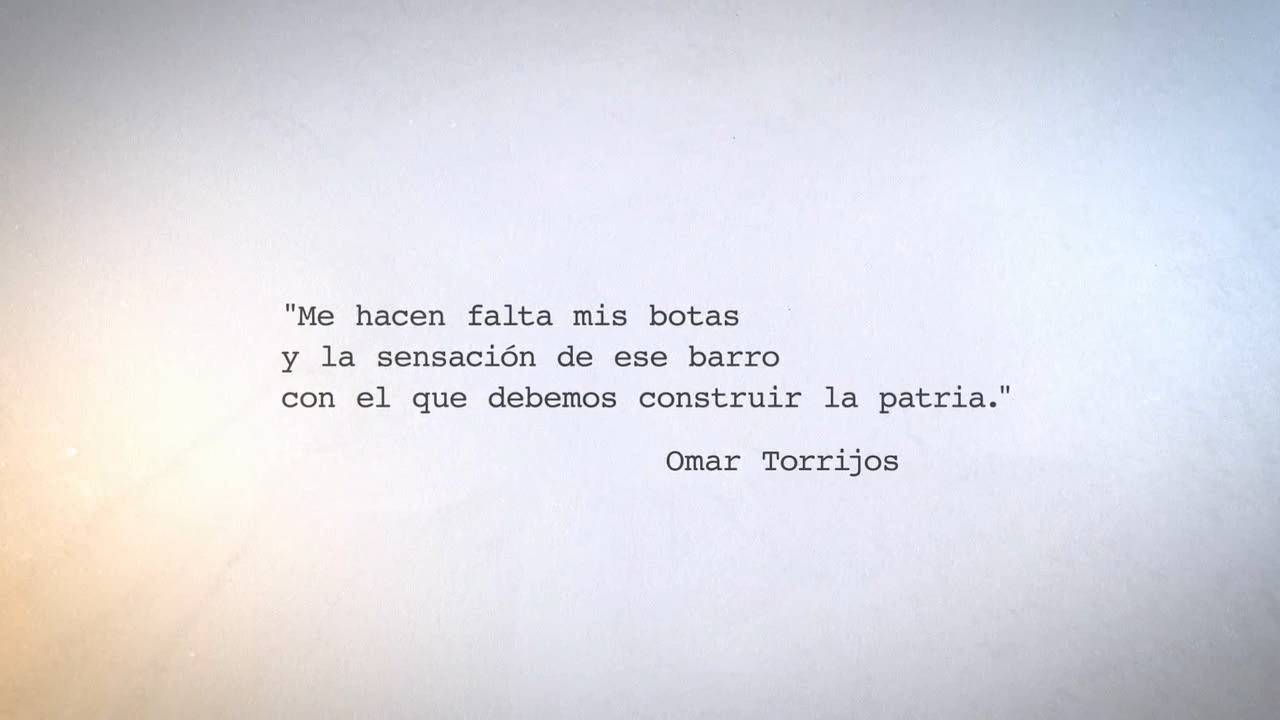 "Me hacen falta mis botas
y la sensación de ese barro
con el que debemos construir la patria."
Omar Torrijos